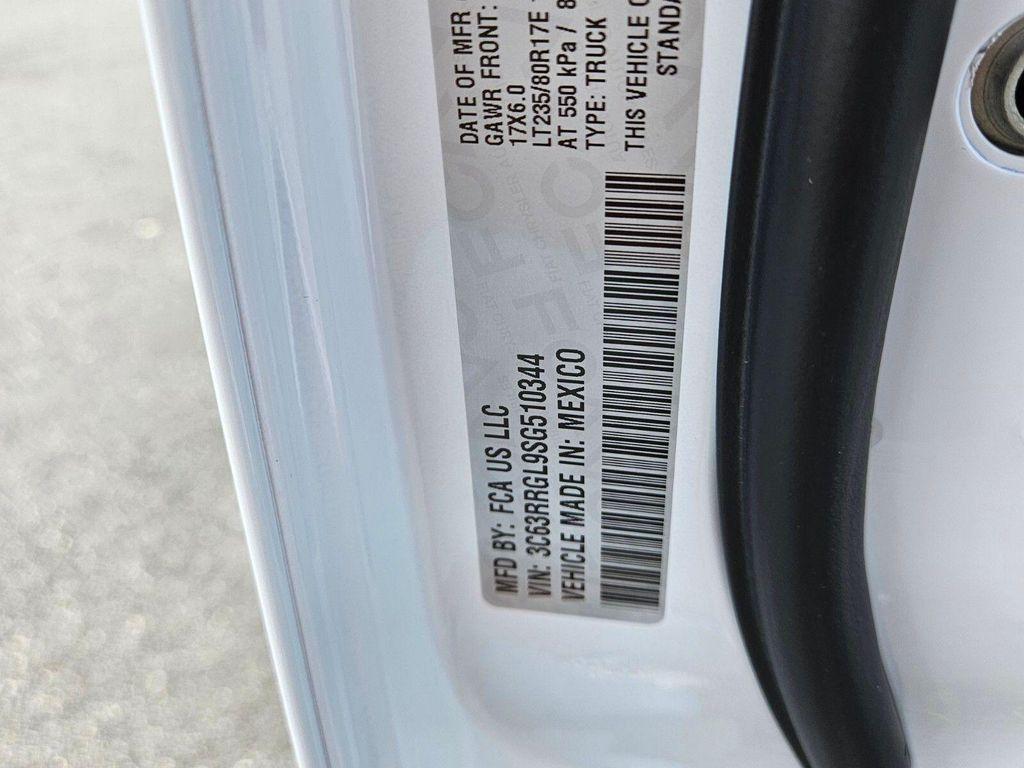 MFD BY: FCA US LLC
VIN: 3C63RRGL9SG510344
VEHICLE MADE IN: MEXICO
DATE OF MFR
GAWR FRONT:
17X6.0
LT235/80R17E
AT 550 kPa / 8
TYPE: TRUCK
THIS VEHICLE
STANDA